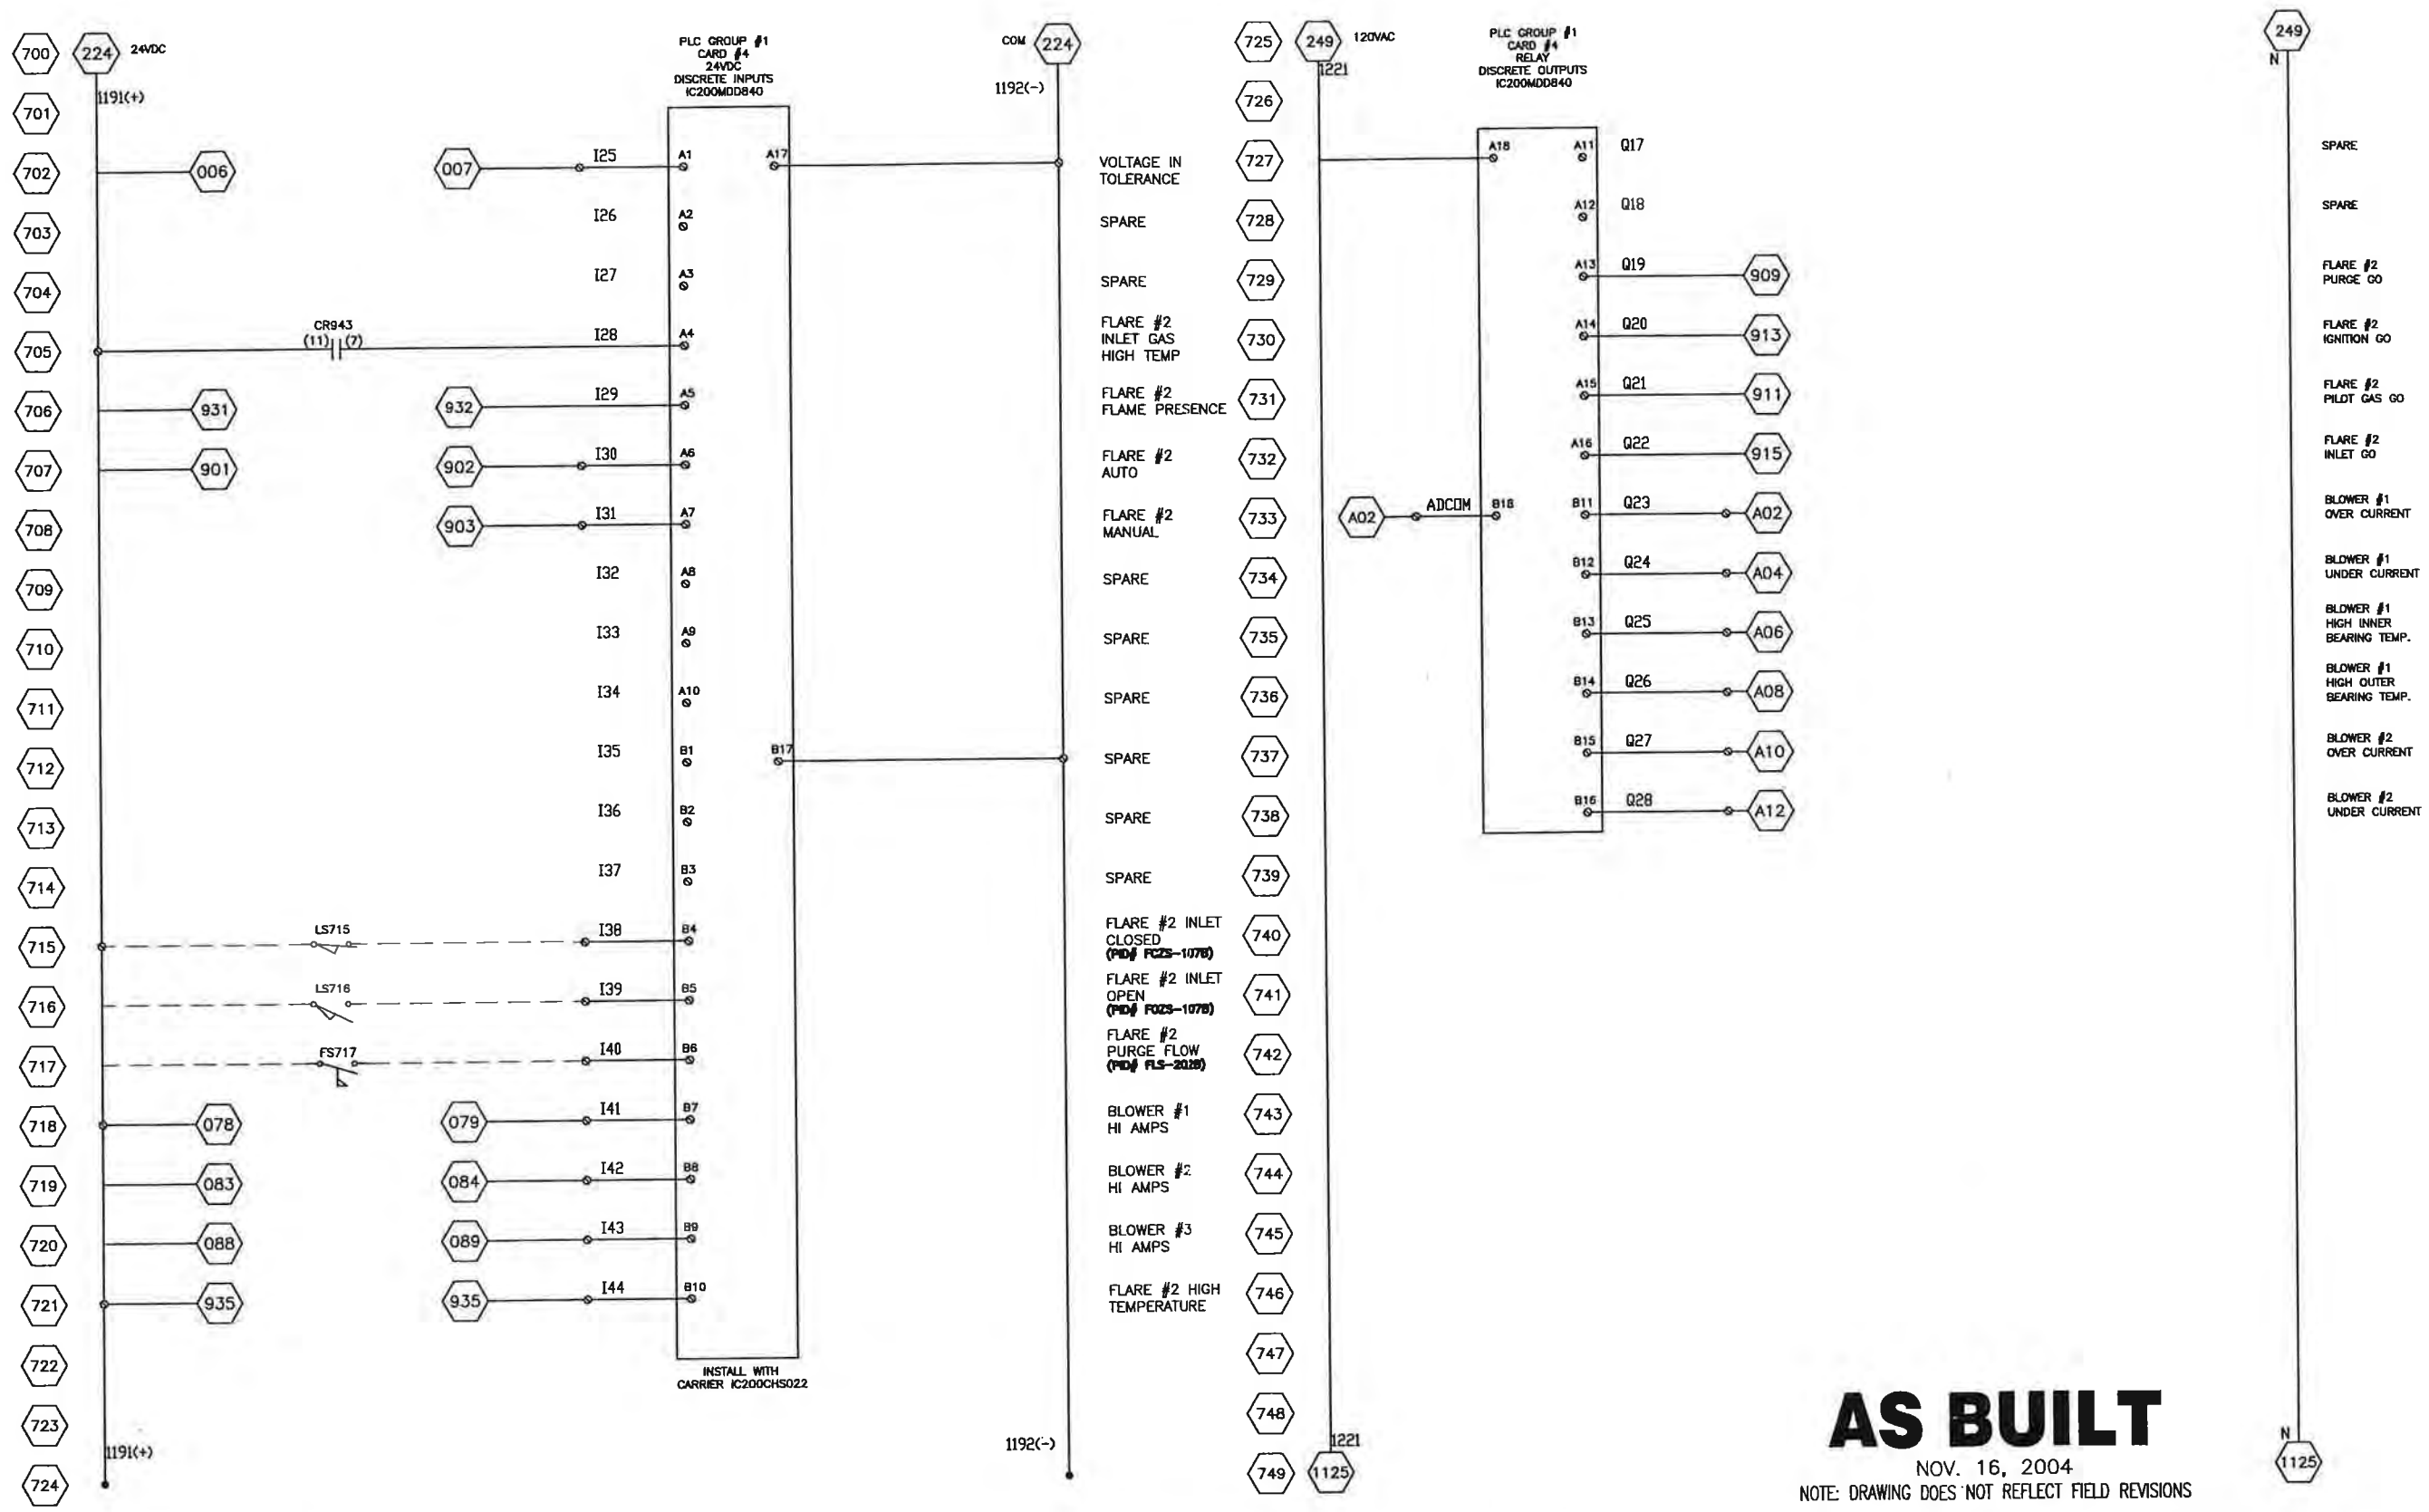 700
224
24VDC
1191(+)
701
702
006
007
I25
703
I26
704
I27
705
CR943
(11)
(7)
I28
706
931
932
I29
707
901
902
I30
708
903
I31
709
I32
710
I33
711
I34
712
I35
713
I36
714
I37
715
LS715
I38
716
LS716
I39
717
FS717
I40
718
078
079
I41
719
083
084
I42
720
088
089
I43
721
935
935
I44
722
723
724
1191(+)
PLC GROUP #1
CARD #4
24VDC
DISCRETE INPUTS
IC200MDD840
A1
A17
A2
A3
A4
A5
A6
A7
A8
A9
A10
B1
B17
B2
B3
B4
B5
B6
B7
B8
B9
B10
INSTALL WITH
CARRIER IC200CHS022
COM
224
1192(-)
1192(-)
VOLTAGE IN
TOLERANCE
SPARE
SPARE
FLARE #2
INLET GAS
HIGH TEMP
FLARE #2
FLAME PRESENCE
FLARE #2
AUTO
FLARE #2
MANUAL
SPARE
SPARE
SPARE
SPARE
SPARE
SPARE
FLARE #2 INLET
CLOSED
(PID# FCZS-107B)
FLARE #2 INLET
OPEN
(PID# FOZS-107B)
FLARE #2
PURGE FLOW
(PID# FLS-202B)
BLOWER #1
HI AMPS
BLOWER #2
HI AMPS
BLOWER #3
HI AMPS
FLARE #2 HIGH
TEMPERATURE
725
249
120VAC
1221
726
727
728
729
730
731
732
733
734
735
736
737
738
739
740
741
742
743
744
745
746
747
748
749
1221
1125
PLC GROUP #1
CARD #4
RELAY
DISCRETE OUTPUTS
IC200MDD840
A18
A11
Q17
A12
Q18
A13
Q19
909
A14
Q20
913
A15
Q21
911
A16
Q22
915
A02
ADCOM
B18
B11
Q23
A02
B12
Q24
A04
B13
Q25
A06
B14
Q26
A08
B15
Q27
A10
B16
Q28
A12
249
N
SPARE
SPARE
FLARE #2
PURGE GO
FLARE #2
IGNITION GO
FLARE #2
PILOT GAS GO
FLARE #2
INLET GO
BLOWER #1
OVER CURRENT
BLOWER #1
UNDER CURRENT
BLOWER #1
HIGH INNER
BEARING TEMP.
BLOWER #1
HIGH OUTER
BEARING TEMP.
BLOWER #2
OVER CURRENT
BLOWER #2
UNDER CURRENT
N
1125
AS BUILT
NOV. 16, 2004
NOTE: DRAWING DOES NOT REFLECT FIELD REVISIONS